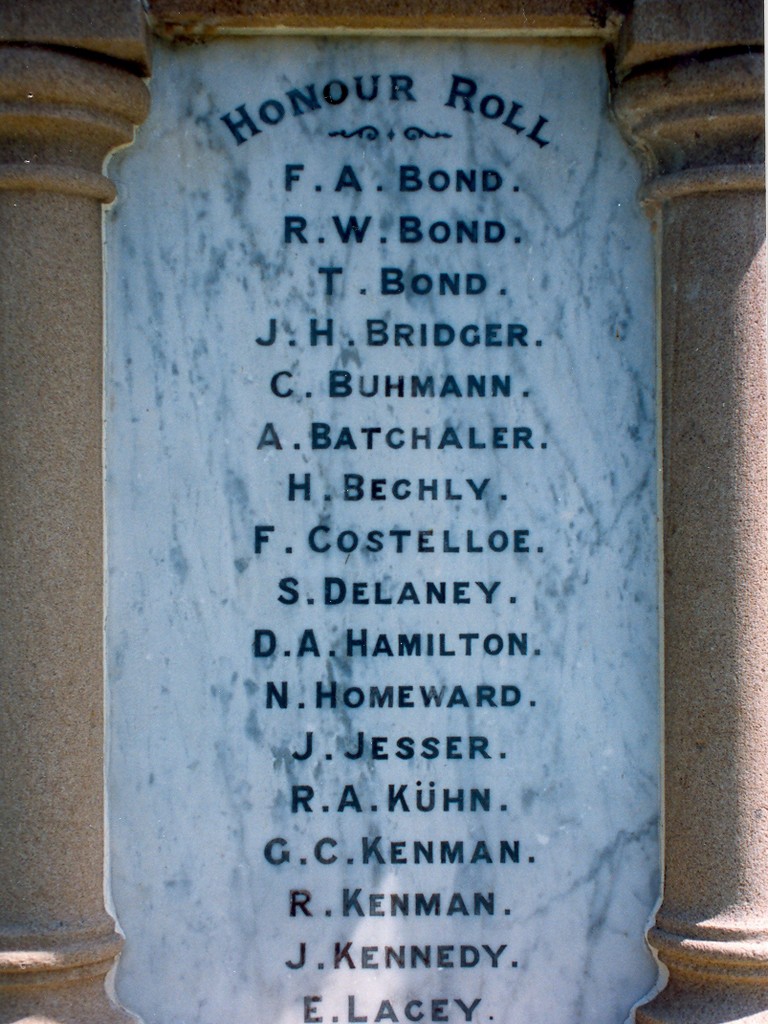 HONOUR ROLL
F. A. BOND.
R. W. BOND.
T. BOND.
J. H. BRIDGER.
C. BUHMANN.
A. BATCHALER.
H. BECHLY.
F. COSTELLOE.
S. DELANEY.
D. A. HAMILTON.
N. HOMEWARD.
J. JESSER.
R. A. KÜHN.
G. C. KENMAN.
R. KENMAN.
J. KENNEDY.
E. LACEY.